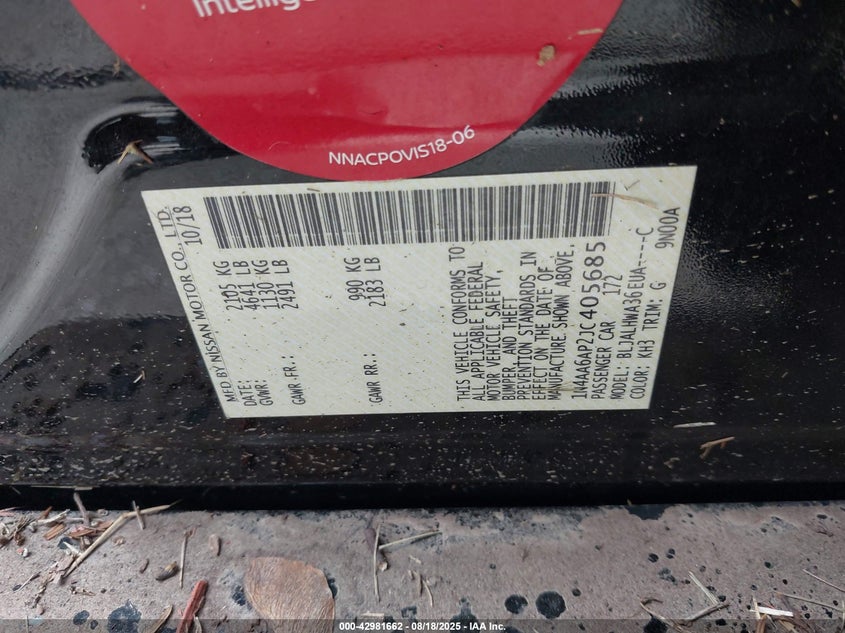 Intellig
NNACPOVIS18-06
MFD BY NISSAN MOTOR CO., LTD.
DATE: 10/18
GVWR: 2105 KG
4641 LB
GAWR FR.: 1130 KG
2491 LB
GAWR RR.: 990 KG
2183 LB
THIS VEHICLE CONFORMS TO
ALL APPLICABLE FEDERAL
MOTOR VEHICLE SAFETY,
BUMPER, AND THEFT
PREVENTION STANDARDS IN
EFFECT ON THE DATE OF
MANUFACTURE SHOWN ABOVE.
1N4AA6AP2JC405685
PASSENGER CAR 172
MODEL: BLJALHWA36EUA----C
COLOR: KH3 TRIM: G 9N00A
000-42981662 - 08/18/2025 - IAA Inc.